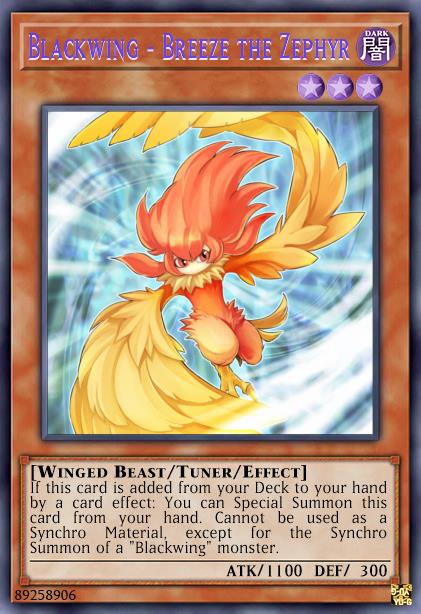 Blackwing - Breeze the Zephyr
DARK
闇
[Winged Beast/Tuner/Effect]
If this card is added from your Deck to your hand
by a card effect: You can Special Summon this
card from your hand. Cannot be used as a
Synchro Material, except for the Synchro
Summon of a "Blackwing" monster.
ATK/1100 DEF/ 300
89258906